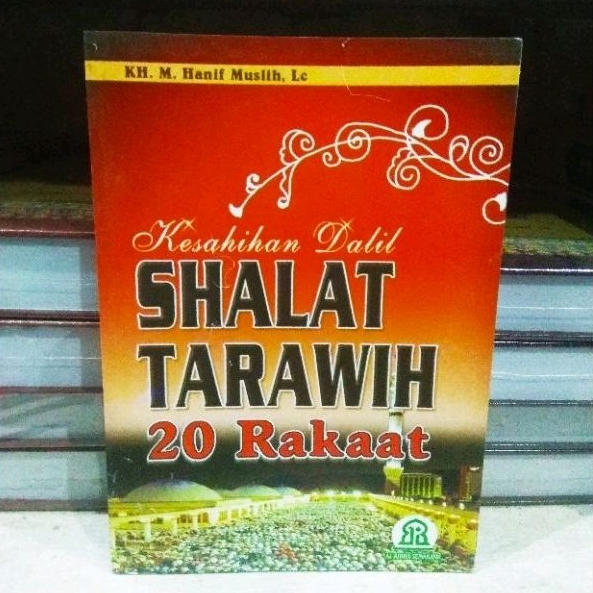 KH. M. Hanif Muslih, Lc
Kesahihan Dalil
SHALAT
TARAWIH
20 Rakaat